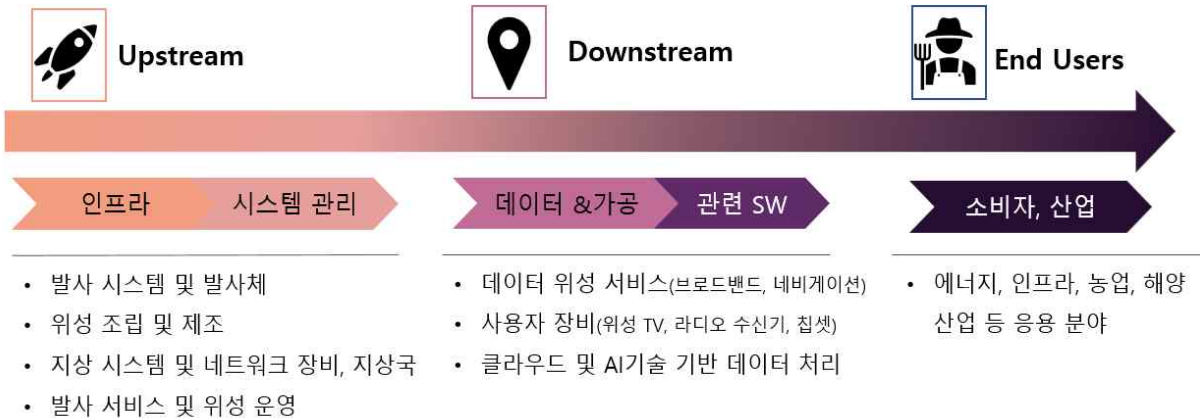 Upstream
Downstream
End Users
인프라
시스템 관리
데이터 &가공
관련 SW
소비자, 산업
• 발사 시스템 및 발사체
• 위성 조립 및 제조
• 지상 시스템 및 네트워크 장비, 지상국
• 발사 서비스 및 위성 운영
• 데이터 위성 서비스(브로드밴드, 네비게이션)
• 사용자 장비(위성 TV, 라디오 수신기, 칩셋)
• 클라우드 및 AI기술 기반 데이터 처리
• 에너지, 인프라, 농업, 해양
산업 등 응용 분야